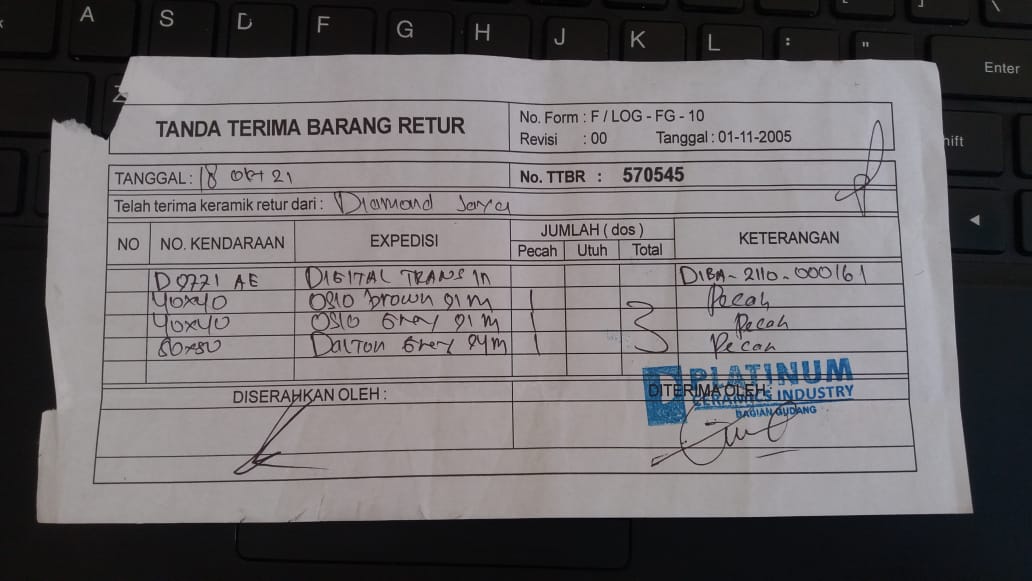 A S D F G H J K L : "
Enter
TANDA TERIMA BARANG RETUR
No. Form : F / LOG - FG - 10
Revisi : 00 Tanggal : 01-11-2005
TANGGAL : 18 okt 21
No. TTBR : 570545
Telah terima keramik retur dari : Diamond Jaya
NO NO. KENDARAAN EXPEDISI JUMLAH ( dos ) KETERANGAN
Pecah Utuh Total
D 9771 AE DIGITAL TRANS IN DIBA-2110-000161
40x40 OSLO brown 91 M 1 Pecah
40x40 OSLO Grey 91 M 1 3 Pecah
80x80 Dalton Grey 94 M 1 Pecah
DISERAHKAN OLEH :
DITERIMA OLEH :
PLATINUM
CERAMICS INDUSTRY
BAGIAN GUDANG